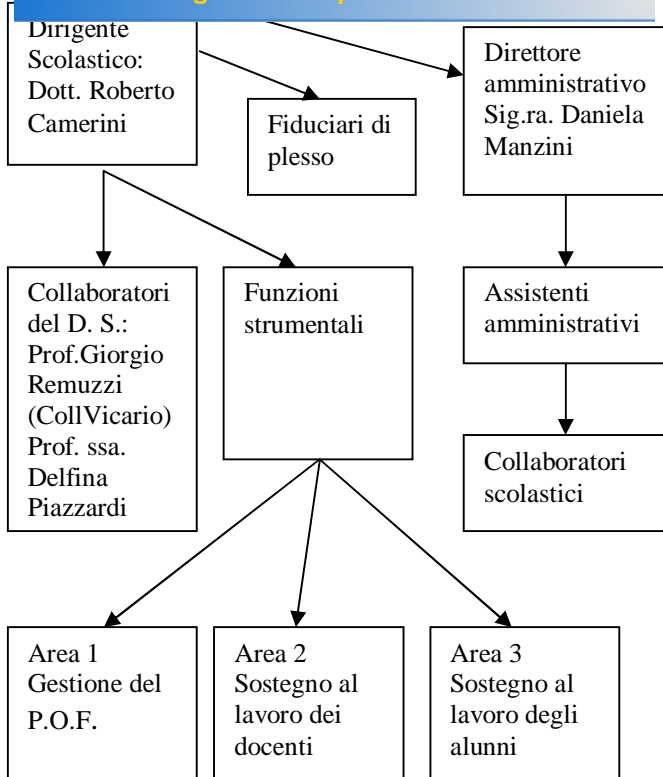 Dirigente
Scolastico:
Dott. Roberto
Camerini
Fiduciari di
plesso
Direttore
amministrativo
Sig.ra. Daniela
Manzini
Collaboratori
del D. S.:
Prof.Giorgio
Remuzzi
(CollVicario)
Prof. ssa.
Delfina
Piazzardi
Funzioni
strumentali
Assistenti
amministrativi
Collaboratori
scolastici
Area 1
Gestione del
P.O.F.
Area 2
Sostegno al
lavoro dei
docenti
Area 3
Sostegno al
lavoro degli
alunni